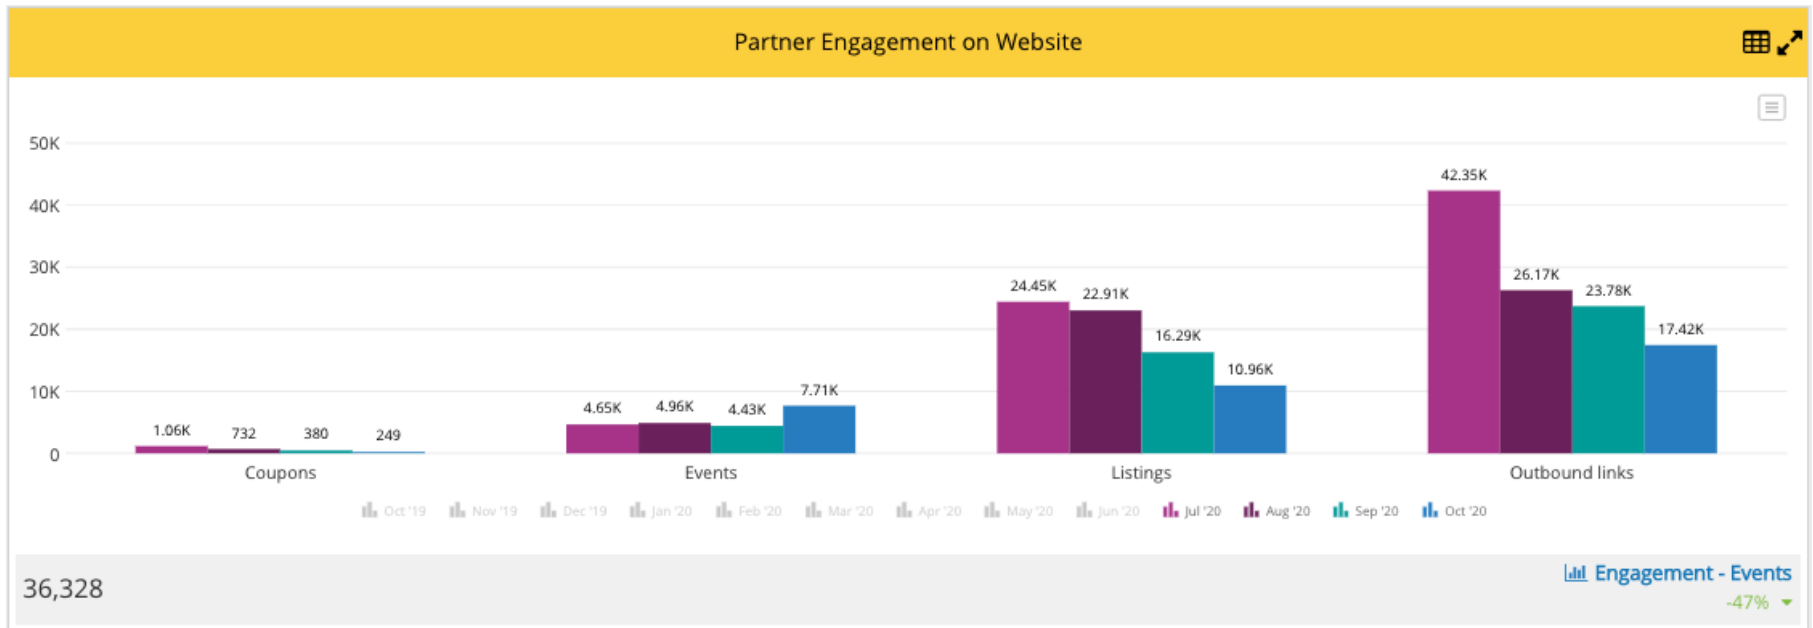 Partner Engagement on Website
50K
40K
30K
20K
10K
0
1.06K 732 380 249
4.65K 4.96K 4.43K 7.71K
24.45K 22.91K 16.29K 10.96K
42.35K 26.17K 23.78K 17.42K
Coupons Events Listings Outbound links
Oct '19 Nov '19 Dec '19 Jan '20 Feb '20 Mar '20 Apr '20 May '20 Jun '20 Jul '20 Aug '20 Sep '20 Oct '20
36,328
Engagement - Events
-47%